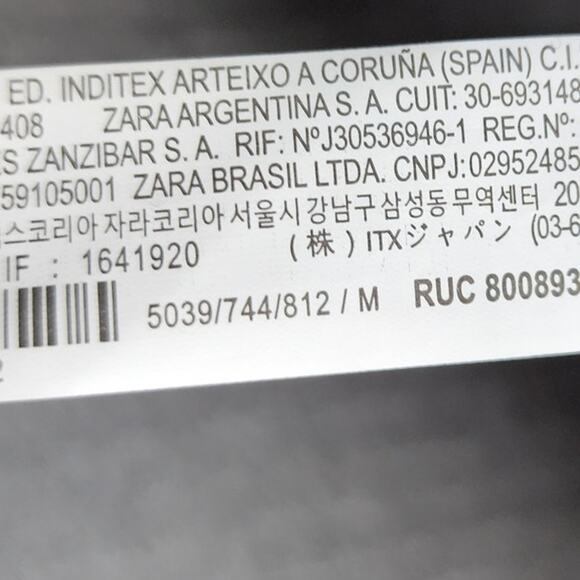 ED. INDITEX ARTEIXO A CORUÑA (SPAIN) C.I.
408 ZARA ARGENTINA S. A. CUIT: 30-693148
ES ZANZIBAR S. A. RIF: NºJ30536946-1 REG.Nº:
59105001 ZARA BRASIL LTDA. CNPJ:02952485
스코리아 자라코리아 서울시 강남구 삼성동 무역센터 20
IF : 1641920 (株) ITXジャパン (03-6
5039/744/812 / M RUC 800893
2